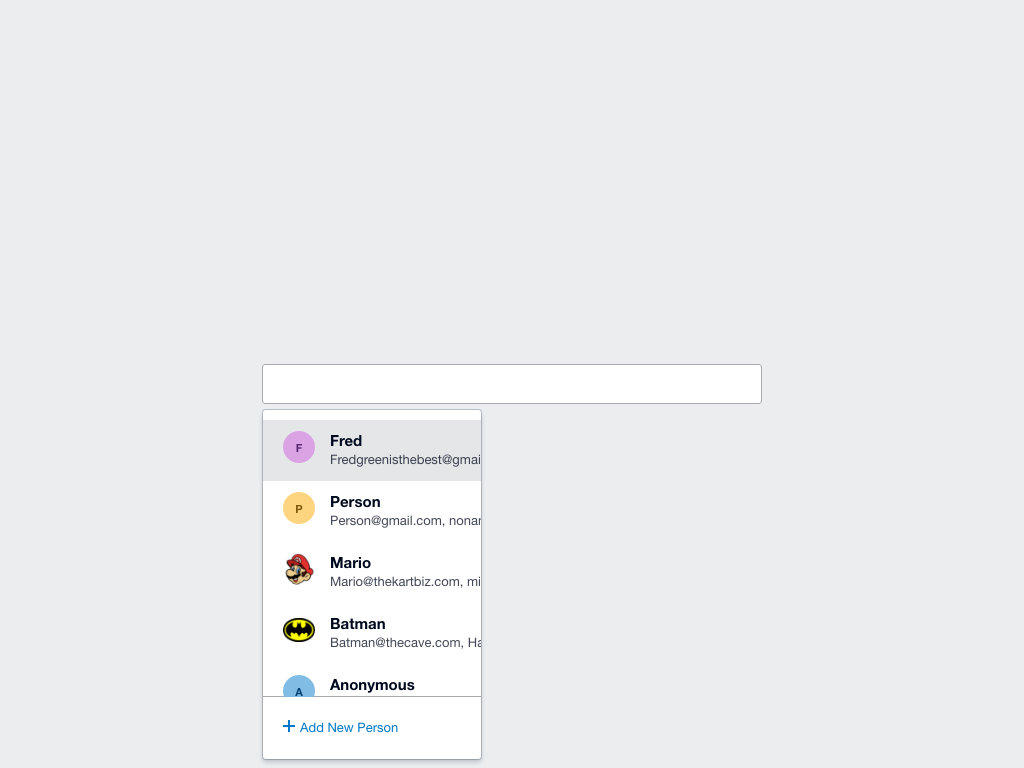 F
Fred
Fredgreenisthebest@gmai
P
Person
Person@gmail.com, nonar
Mario
Mario@thekartbiz.com, mi
Batman
Batman@thecave.com, Ha
A
Anonymous
Add New Person